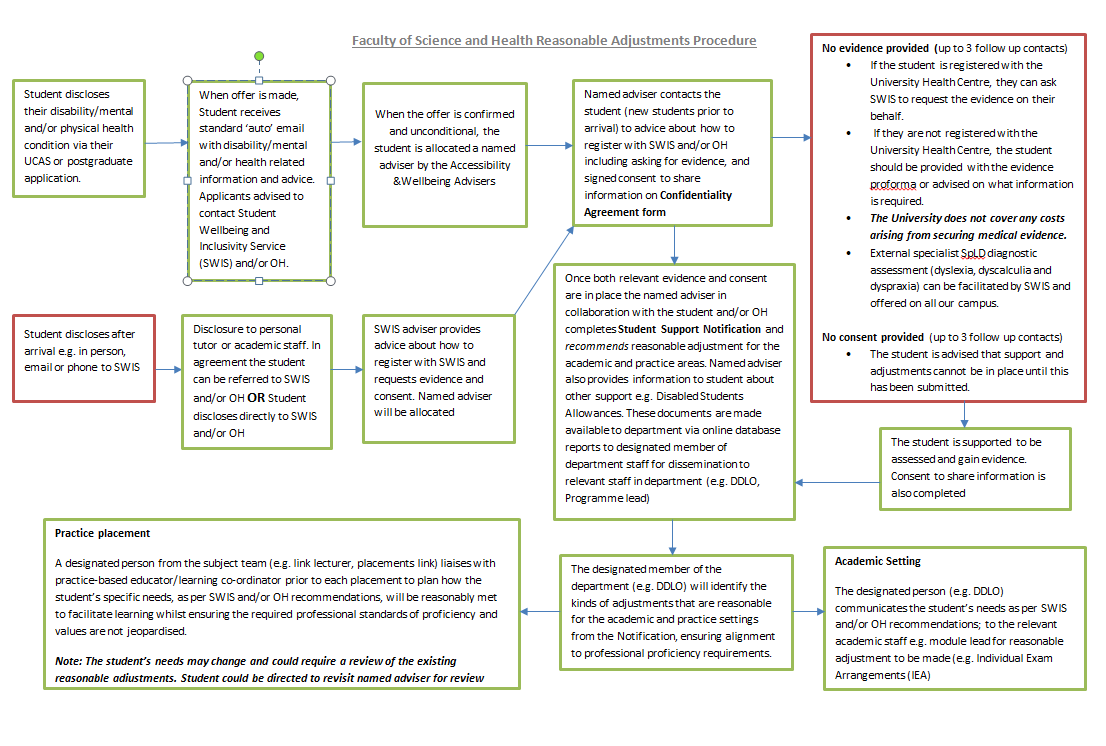 Faculty of Science and Health Reasonable Adjustments Procedure
Student discloses
their disability/mental
and/or physical health
condition via their
UCAS or postgraduate
application.
When offer is made,
Student receives
standard ‘auto’ email
with disability/mental
and/or health related
information and advice.
Applicants advised to
contact Student
Wellbeing and
Inclusivity Service
(SWIS) and/or OH.
When the offer is confirmed
and unconditional, the
student is allocated a named
adviser by the Accessibility
&Wellbeing Advisers
Named adviser contacts the
student (new students prior to
arrival) to advice about how to
register with SWIS and/or OH
including asking for evidence, and
signed consent to share
information on Confidentiality
Agreement form
No evidence provided (up to 3 follow up contacts)
• If the student is registered with the
University Health Centre, they can ask
SWIS to request the evidence on their
behalf.
• If they are not registered with the
University Health Centre, the student
should be provided with the evidence
proforma or advised on what information
is required.
• The University does not cover any costs
arising from securing medical evidence.
• External specialist SpLD diagnostic
assessment (dyslexia, dyscalculia and
dyspraxia) can be facilitated by SWIS and
offered on all our campus.
No consent provided (up to 3 follow up contacts)
• The student is advised that support and
adjustments cannot be in place until this
has been submitted.
Student discloses after
arrival e.g. in person,
email or phone to SWIS
Disclosure to personal
tutor or academic staff. In
agreement the student
can be referred to SWIS
and/or OH OR Student
discloses directly to SWIS
and/or OH
SWIS adviser provides
advice about how to
register with SWIS and
requests evidence and
consent. Named adviser
will be allocated
Once both relevant evidence and consent
are in place the named adviser in
collaboration with the student and/or OH
completes Student Support Notification and
recommends reasonable adjustment for the
academic and practice areas. Named adviser
also provides information to student about
other support e.g. Disabled Students
Allowances. These documents are made
available to department via online database
reports to designated member of
department staff for dissemination to
relevant staff in department (e.g. DDLO,
Programme lead)
The student is supported to be
assessed and gain evidence.
Consent to share information is
also completed
Practice placement
A designated person from the subject team (e.g. link lecturer, placements link) liaises with
practice-based educator/learning co-ordinator prior to each placement to plan how the
student’s specific needs, as per SWIS and/or OH recommendations, will be reasonably met
to facilitate learning whilst ensuring the required professional standards of proficiency and
values are not jeopardised.
Note: The student’s needs may change and could require a review of the existing
reasonable adjustments. Student could be directed to revisit named adviser for review
The designated member of the
department (e.g. DDLO) will identify the
kinds of adjustments that are reasonable
for the academic and practice settings
from the Notification, ensuring alignment
to professional proficiency requirements.
Academic Setting
The designated person (e.g. DDLO)
communicates the student’s needs as per SWIS
and/or OH recommendations; to the relevant
academic staff e.g. module lead for reasonable
adjustment to be made (e.g. Individual Exam
Arrangements (IEA)